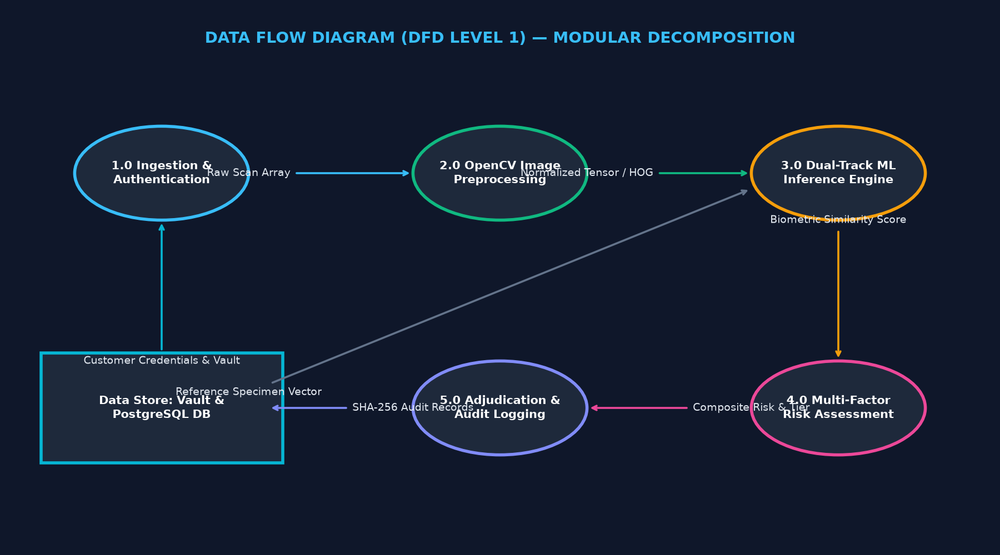 DATA FLOW DIAGRAM (DFD LEVEL 1) — MODULAR DECOMPOSITION
1.0 Ingestion &
Authentication
Raw Scan Array
2.0 OpenCV Image
Preprocessing
Normalized Tensor / HOG
3.0 Dual-Track ML
Inference Engine
Biometric Similarity Score
Customer Credentials & Vault
Reference Specimen Vector
Data Store: Vault &
PostgreSQL DB
SHA-256 Audit Records
5.0 Adjudication &
Audit Logging
Composite Risk & Tier
4.0 Multi-Factor
Risk Assessment